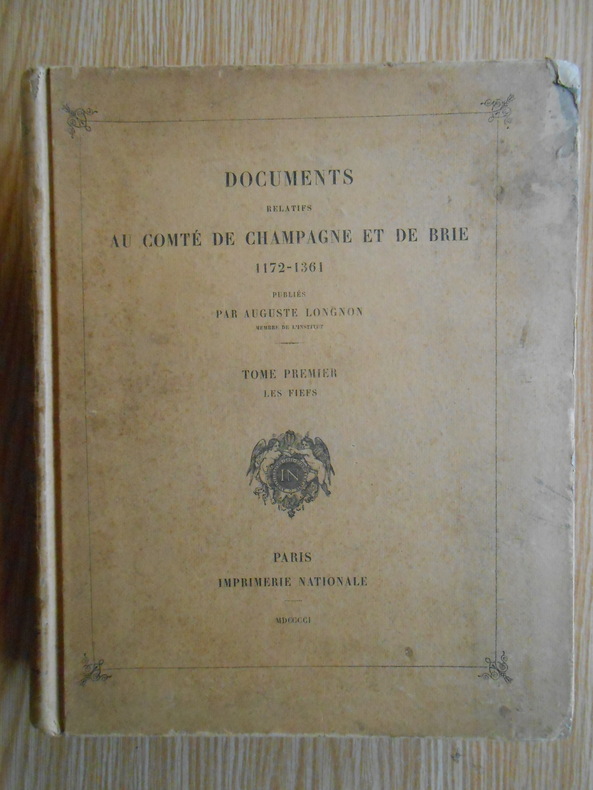 DOCUMENTS
RELATIFS
AU COMTÉ DE CHAMPAGNE ET DE BRIE
1172-1361
PUBLIÉS
PAR AUGUSTE LONGNON
MEMBRE DE L'INSTITUT
TOME PREMIER
LES FIEFS
IN
PARIS
IMPRIMERIE NATIONALE
MDCCCCI